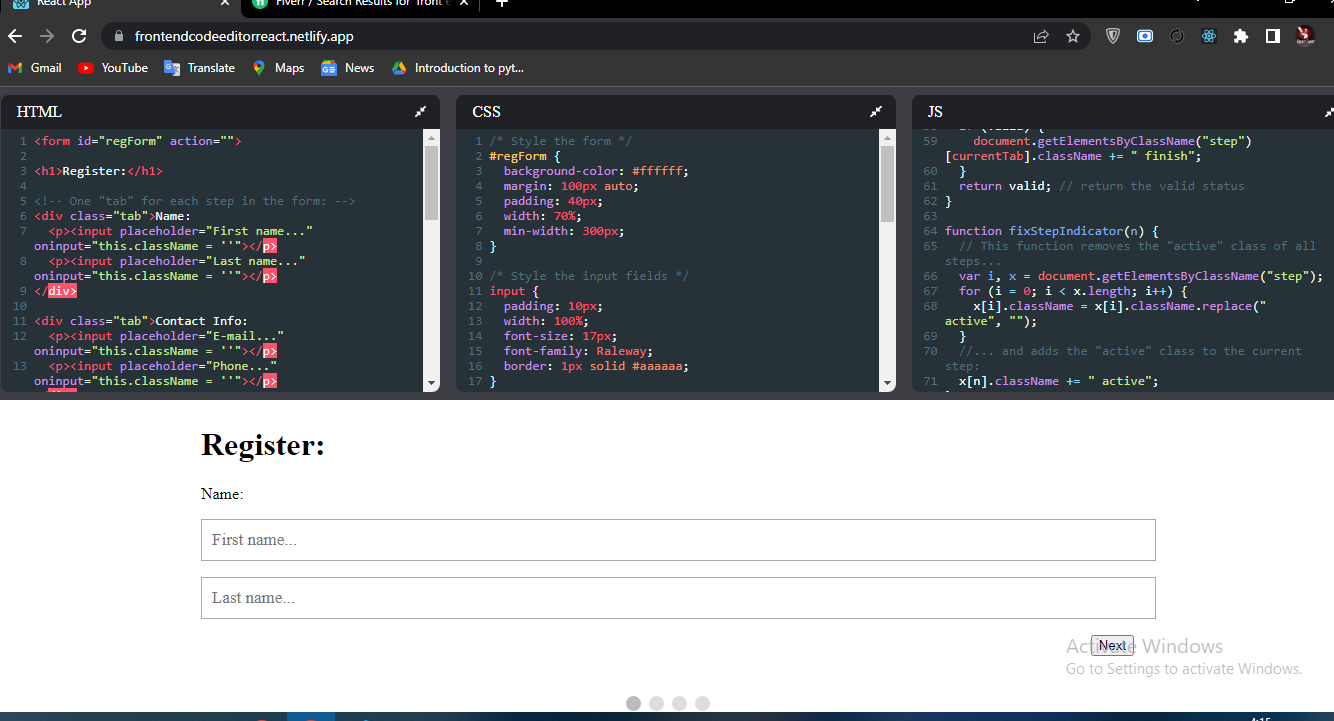 React App
Fiverr / Search Results for 'front e
frontendcodeeditorreact.netlify.app
Gmail YouTube Translate Maps News Introduction to pyt...
HTML
1 <form id="regForm" action="">
2
3 <h1>Register:</h1>
4
5 <!-- One "tab" for each step in the form: -->
6 <div class="tab">Name:
7 <p><input placeholder="First name..."
oninput="this.className = ''"></p>
8 <p><input placeholder="Last name..."
oninput="this.className = ''"></p>
9 </div>
10
11 <div class="tab">Contact Info:
12 <p><input placeholder="E-mail..."
oninput="this.className = ''"></p>
13 <p><input placeholder="Phone..."
oninput="this.className = ''"></p>
CSS
1 /* Style the form */
2 #regForm {
3 background-color: #ffffff;
4 margin: 100px auto;
5 padding: 40px;
6 width: 70%;
7 min-width: 300px;
8 }
9
10 /* Style the input fields */
11 input {
12 padding: 10px;
13 width: 100%;
14 font-size: 17px;
15 font-family: Raleway;
16 border: 1px solid #aaaaaa;
17 }
JS
59 document.getElementsByClassName("step")
[currentTab].className += " finish";
60 }
61 return valid; // return the valid status
62 }
63
64 function fixStepIndicator(n) {
65 // This function removes the "active" class of all
steps...
66 var i, x = document.getElementsByClassName("step");
67 for (i = 0; i < x.length; i++) {
68 x[i].className = x[i].className.replace("
active", "");
69 }
70 //... and adds the "active" class to the current
step:
71 x[n].className += " active";
Register:
Name:
First name...
Last name...
Next
Activate Windows
Go to Settings to activate Windows.